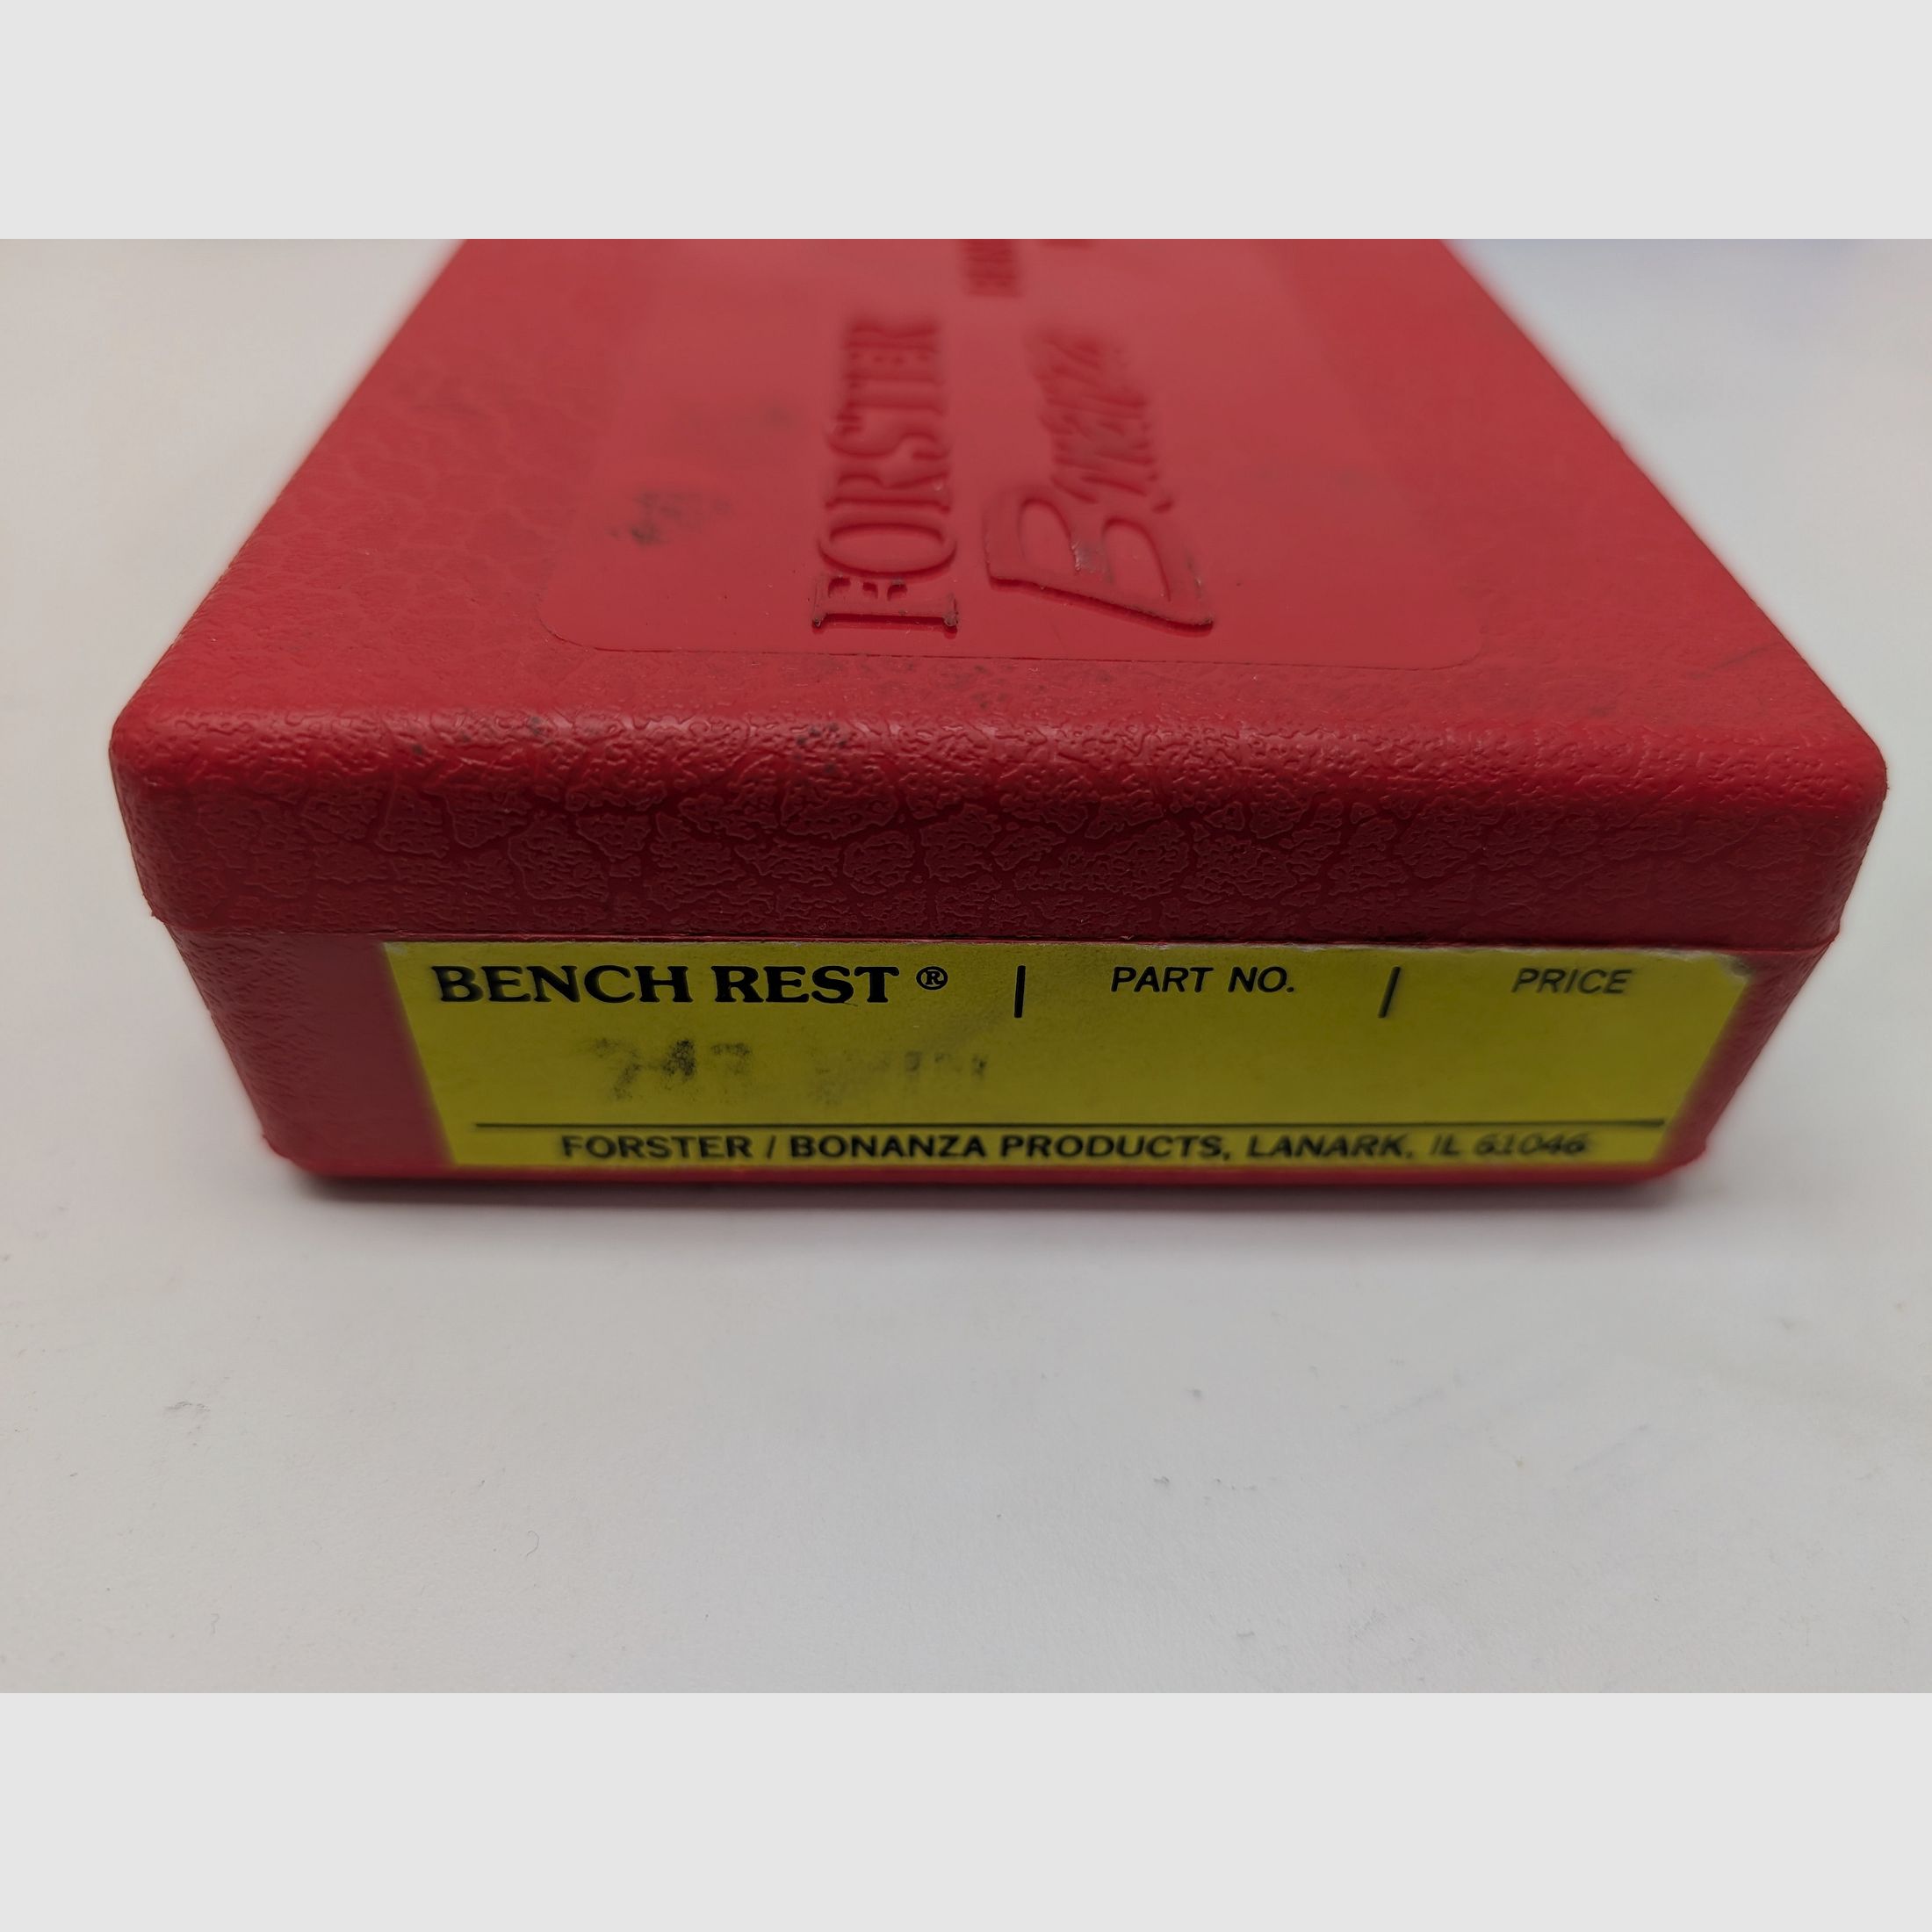 FORSTER
Bonanza
BENCH REST ® | PART NO. | PRICE
FORSTER / BONANZA PRODUCTS, LANARK, IL 61046